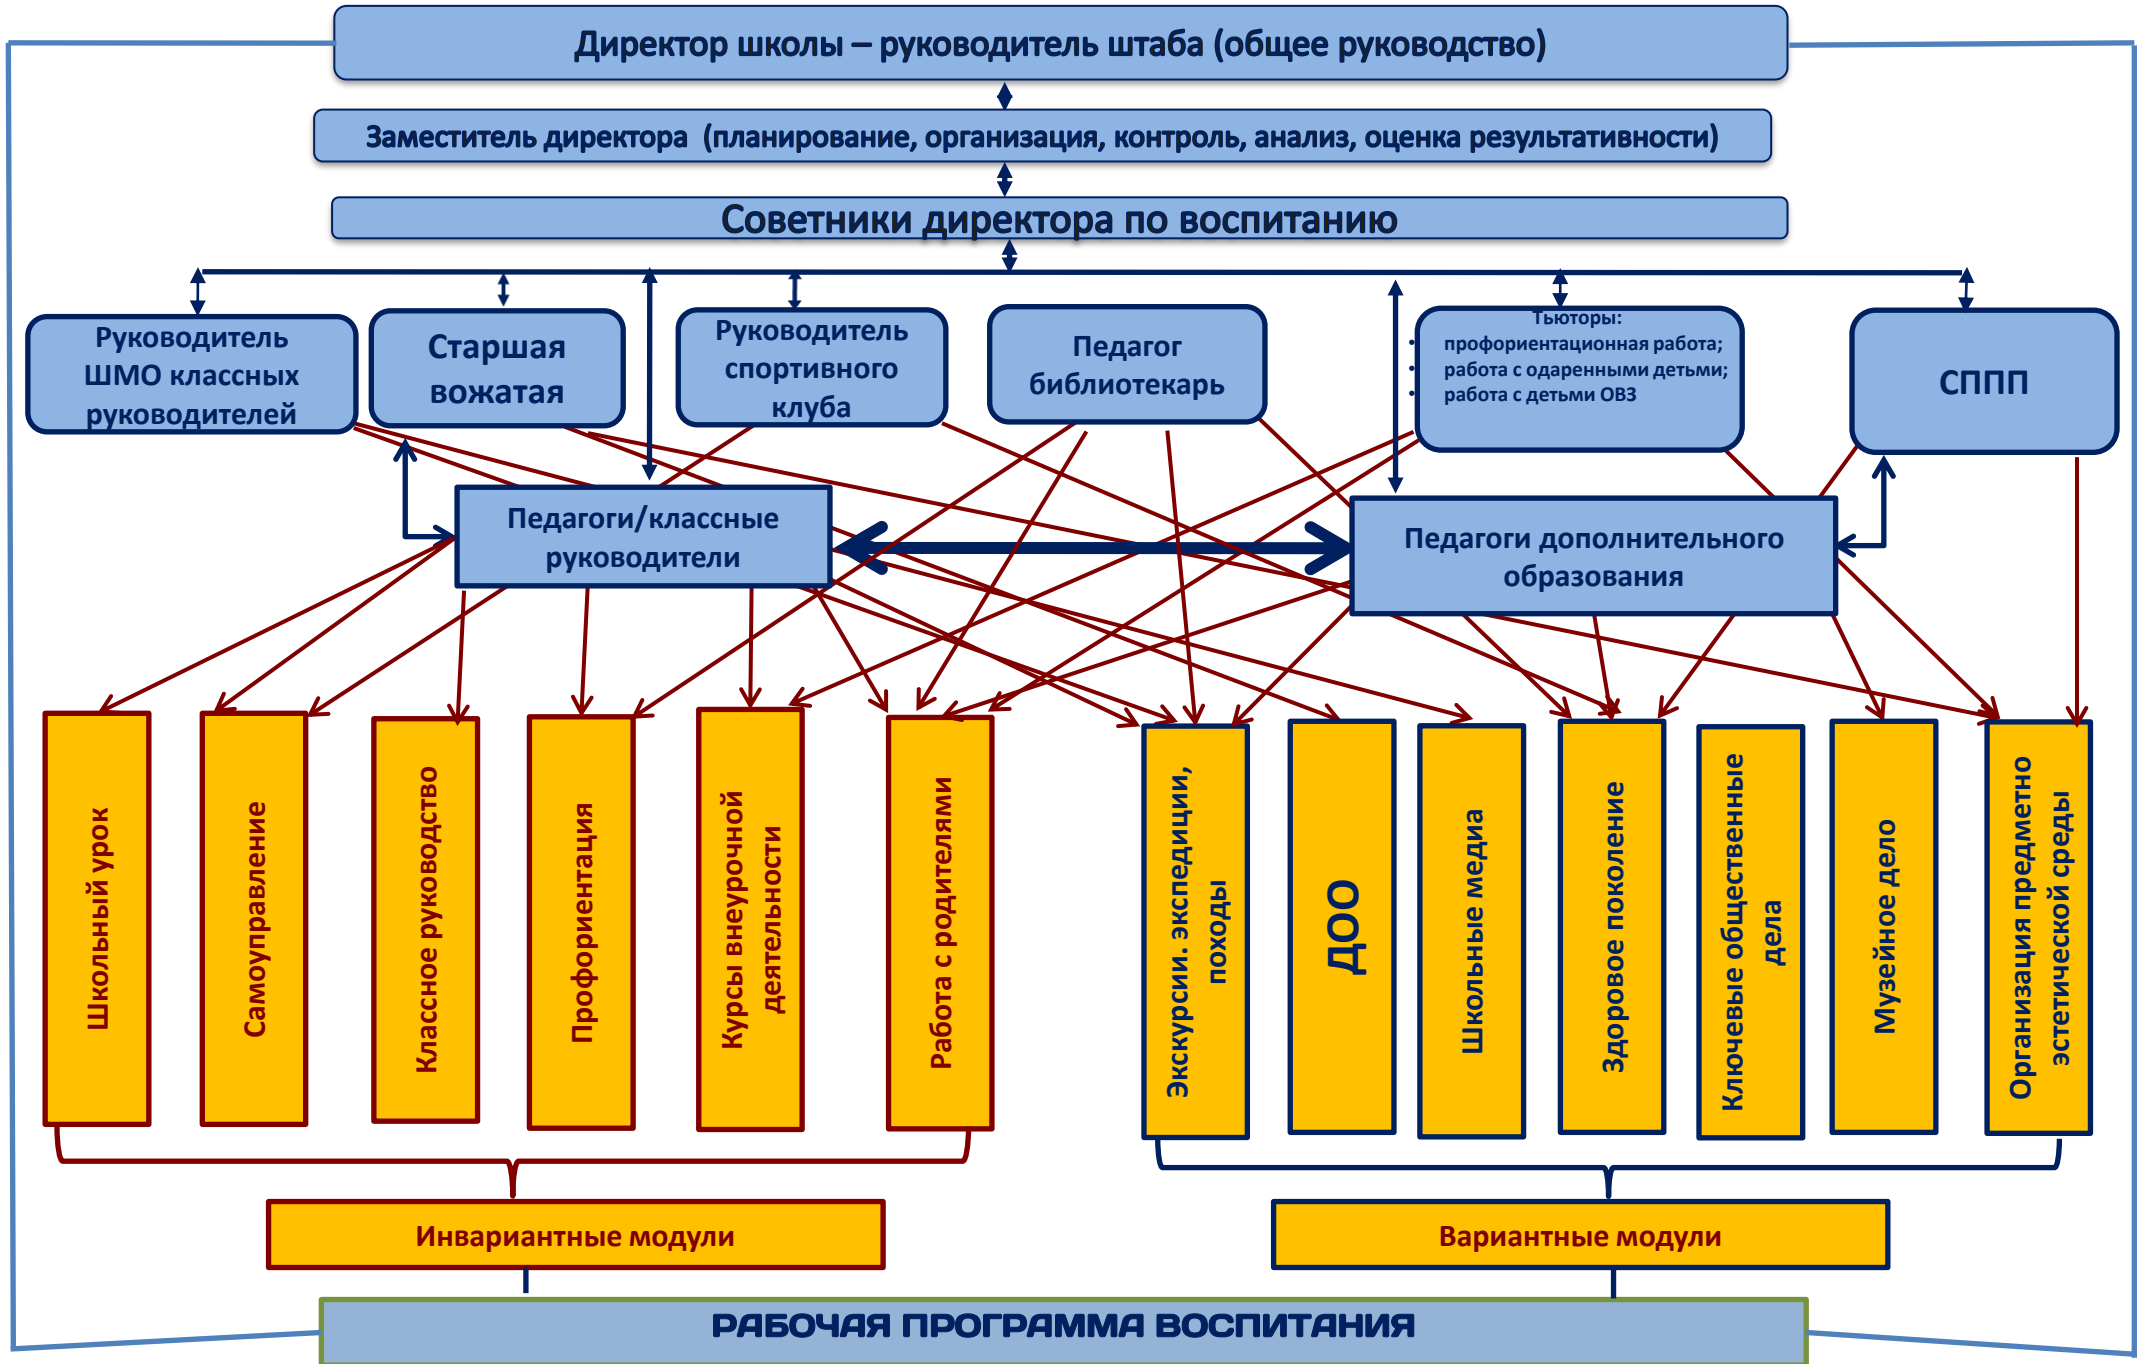 Директор школы – руководитель штаба (общее руководство)
Заместитель директора (планирование, организация, контроль, анализ, оценка результативности)
Советники директора по воспитанию
Руководитель
ШМО классных
руководителей
Старшая
вожатая
Руководитель
спортивного
клуба
Педагог
библиотекарь
Тьюторы:
• профориентационная работа;
• работа с одаренными детьми;
• работа с детьми ОВЗ
СППП
Педагоги/классные
руководители
Педагоги дополнительного
образования
Школьный урок
Самоуправление
Классное руководство
Профориентация
Курсы внеурочной
деятельности
Работа с родителями
Экскурсии. экспедиции,
походы
ДОО
Школьные медиа
Здоровое поколение
Ключевые общественные
дела
Музейное дело
Организация предметно
эстетической среды
Инвариантные модули
Вариантные модули
РАБОЧАЯ ПРОГРАММА ВОСПИТАНИЯ